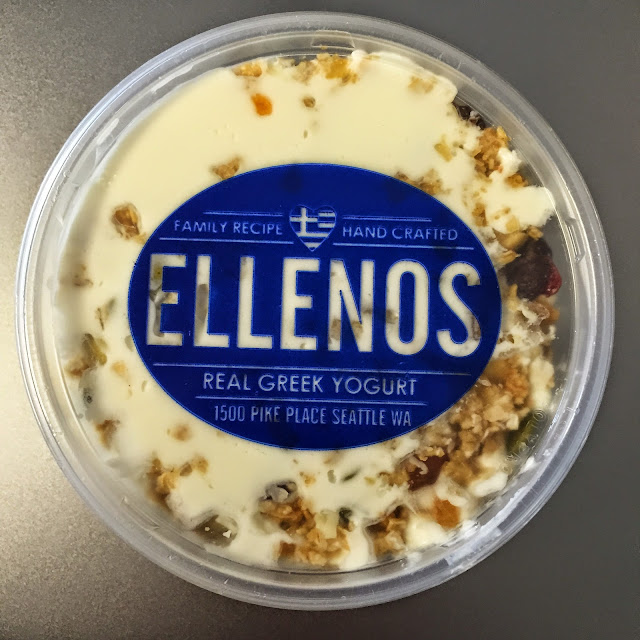 FAMILY RECIPE HAND CRAFTED
ELLENOS
REAL GREEK YOGURT
1500 PIKE PLACE SEATTLE WA